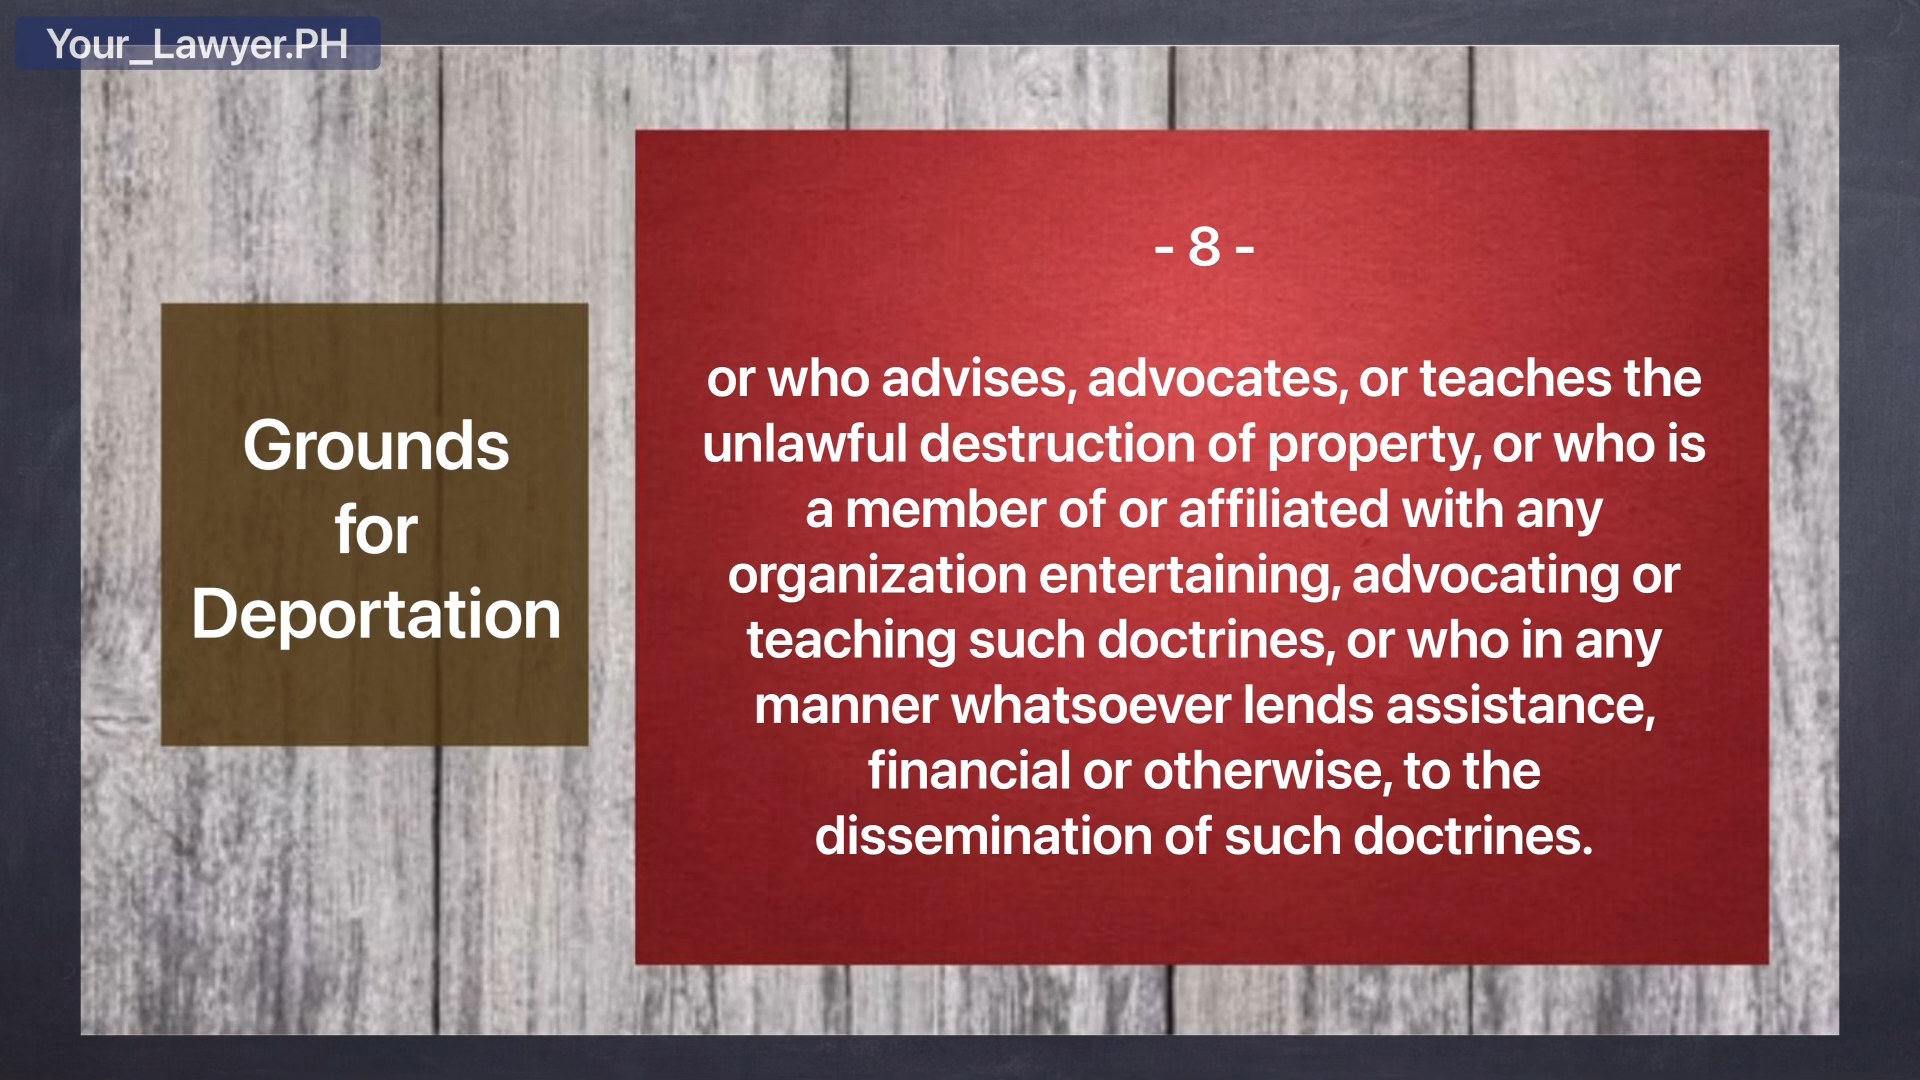 Your_Lawyer.PH
Grounds
for
Deportation
- 8 -
or who advises, advocates, or teaches the
unlawful destruction of property, or who is
a member of or affiliated with any
organization entertaining, advocating or
teaching such doctrines, or who in any
manner whatsoever lends assistance,
financial or otherwise, to the
dissemination of such doctrines.